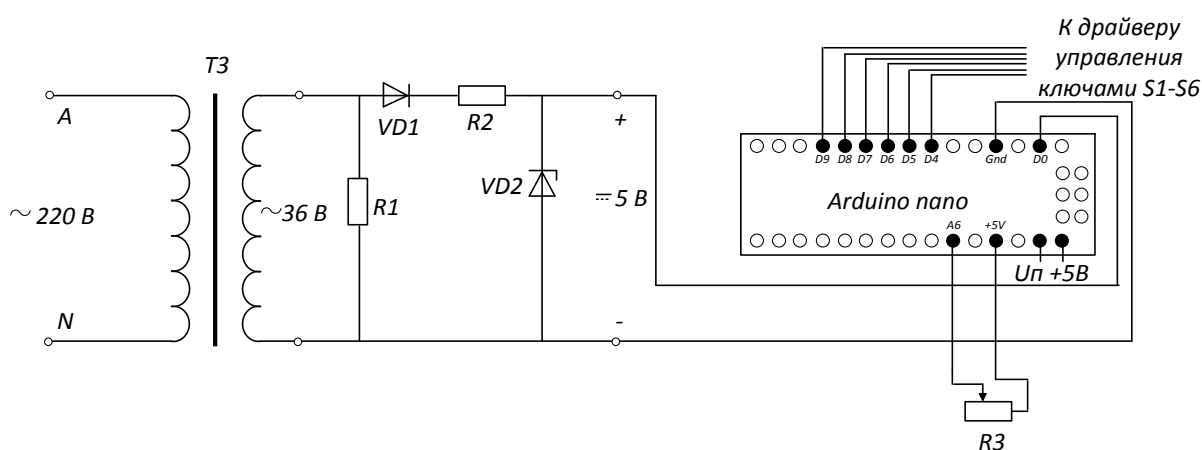 К драйверу
управления
ключами S1-S6
T3
A
VD1
R2
+
D9 D8 D7 D6 D5 D4 Gnd D0
VD2
R1
~ 220 В
~ 36 В
5 В
Arduino nano
A6 +5V
Uп +5В
N
-
R3